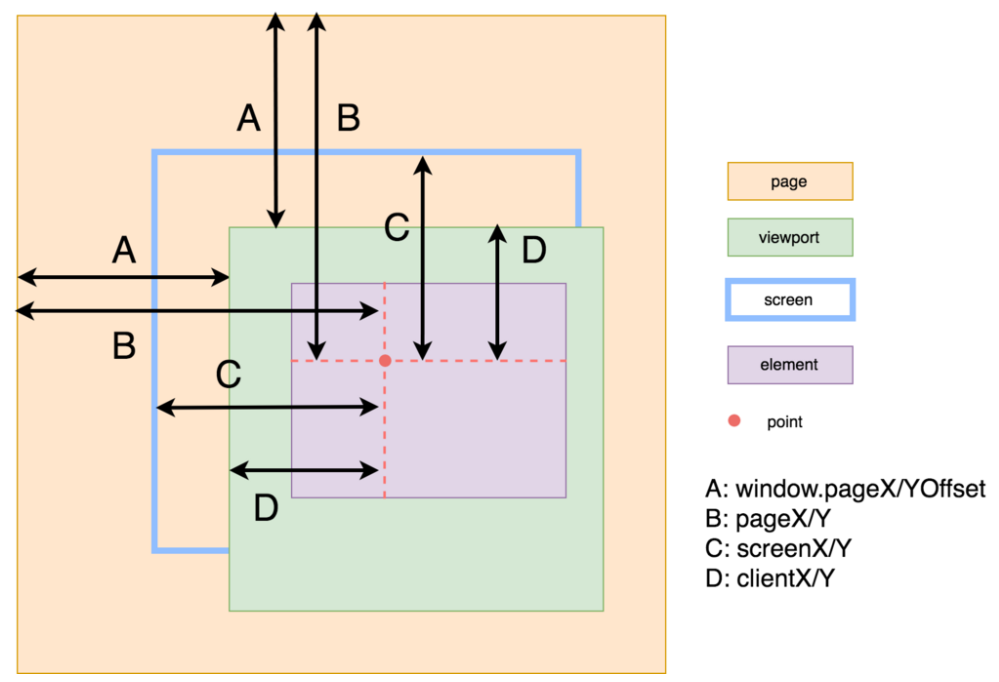 A
B
C
D
A
B
C
D
page
viewport
screen
element
point
A: window.pageX/YOffset
B: pageX/Y
C: screenX/Y
D: clientX/Y